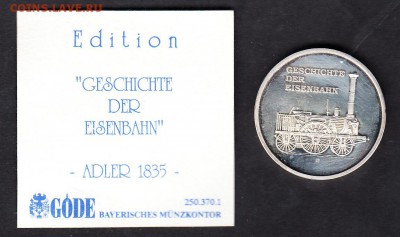 COINS.LAVE.RU
Edition
"GESCHICHTE
DER
EISENBAHN"
- ADLER 1835 -
250.370.1
GÖDE
BAYERISCHES MÜNZKONTOR
GESCHICHTE
DER
EISENBAHN